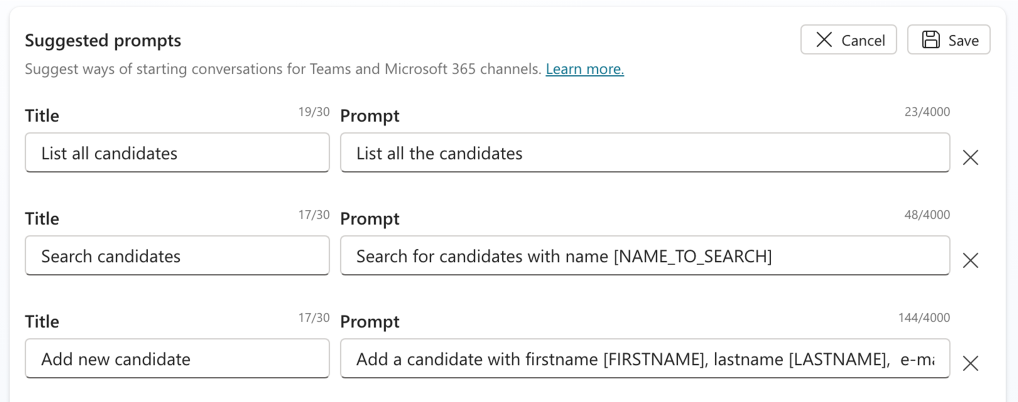 Suggested prompts
Cancel
Save
Suggest ways of starting conversations for Teams and Microsoft 365 channels. Learn more.
Title 19/30 Prompt 23/4000
List all candidates List all the candidates
Title 17/30 Prompt 48/4000
Search candidates Search for candidates with name [NAME_TO_SEARCH]
Title 17/30 Prompt 144/4000
Add new candidate Add a candidate with firstname [FIRSTNAME], lastname [LASTNAME],  e-ma